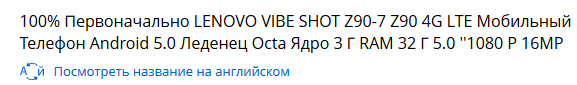 100% Первоначально LENOVO VIBE SHOT Z90-7 Z90 4G LTE Мобильный
Телефон Android 5.0 Леденец Octa Ядро 3 Г RAM 32 Г 5.0 ''1080 P 16MP
Aй Посмотреть название на английском